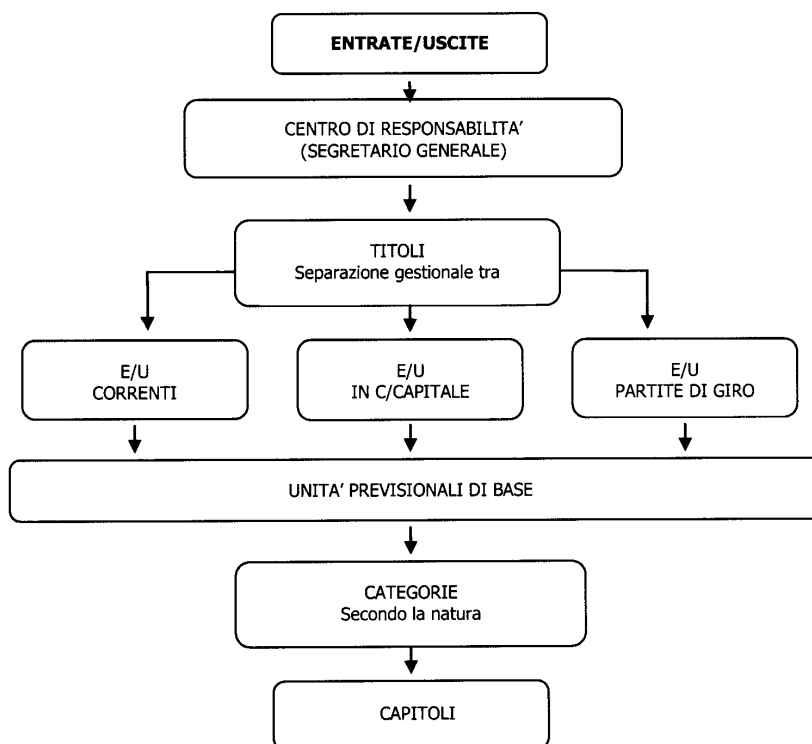 ENTRATE/USCITE
CENTRO DI RESPONSABILITA'
(SEGRETARIO GENERALE)
TITOLI
Separazione gestionale tra
E/U
CORRENTI
E/U
IN C/CAPITALE
E/U
PARTITE DI GIRO
UNITA' PREVISIONALI DI BASE
CATEGORIE
Secondo la natura
CAPITOLI